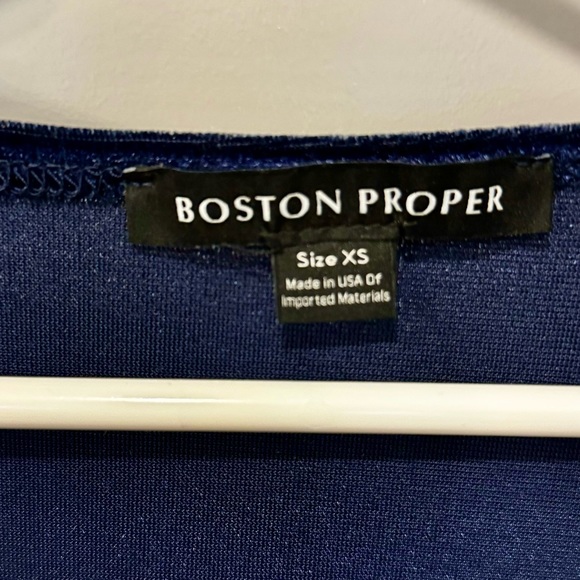 BOSTON PROPER
Size XS
Made in USA Of
Imported Materials